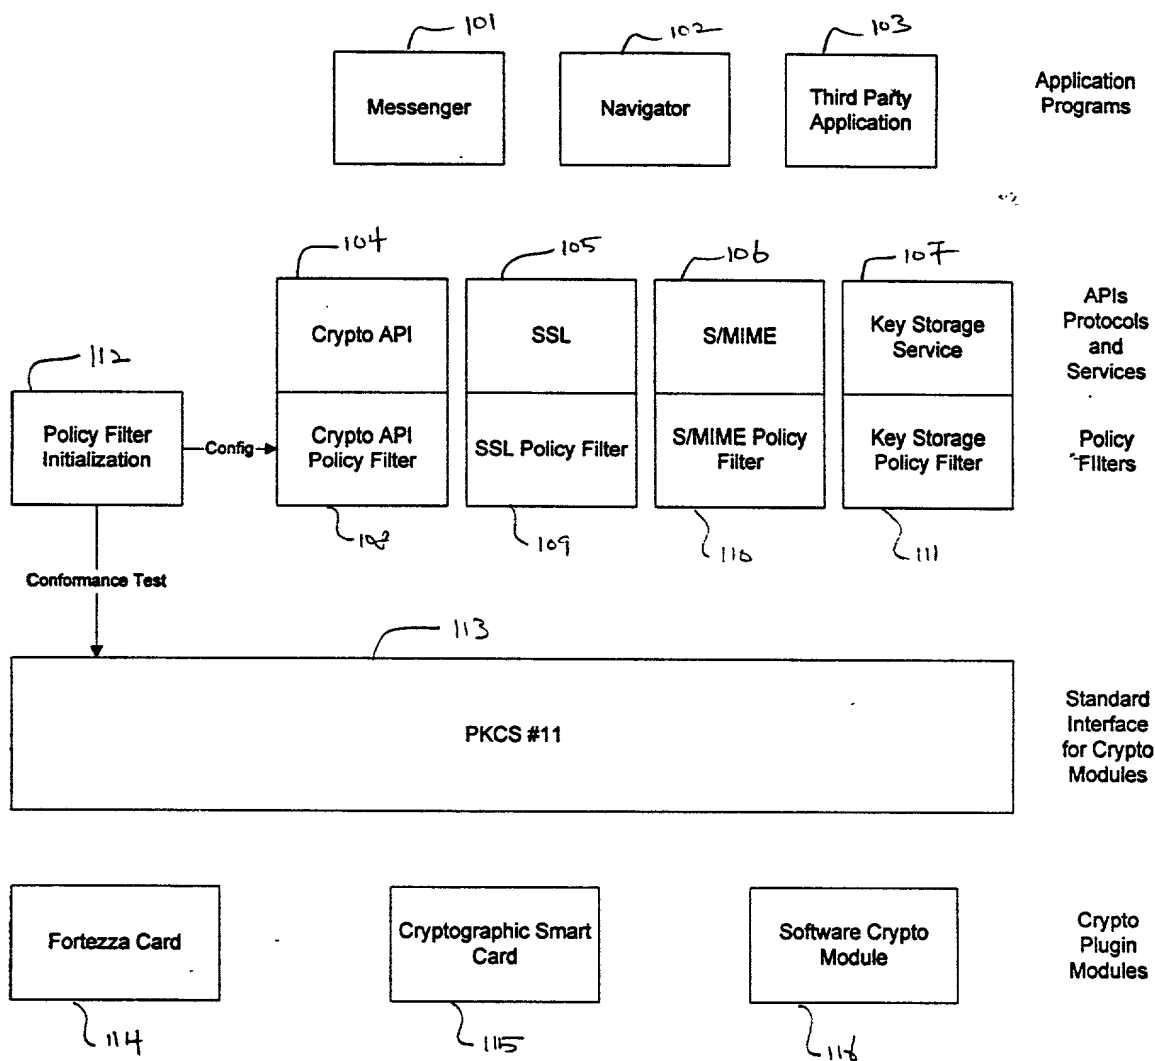 101
102
103
Messenger
Navigator
Third Party
Application
Application
Programs
104
105
106
107
Crypto API
SSL
S/MIME
Key Storage
Service
APIs
Protocols
and
Services
112
Policy Filter
Initialization
Config
Crypto API
Policy Filter
SSL Policy Filter
S/MIME Policy
Filter
Key Storage
Policy Filter
Policy
Filters
108
109
110
111
Conformance Test
113
PKCS #11
Standard
Interface
for Crypto
Modules
Fortezza Card
Cryptographic Smart
Card
Software Crypto
Module
Crypto
Plugin
Modules
114
115
116